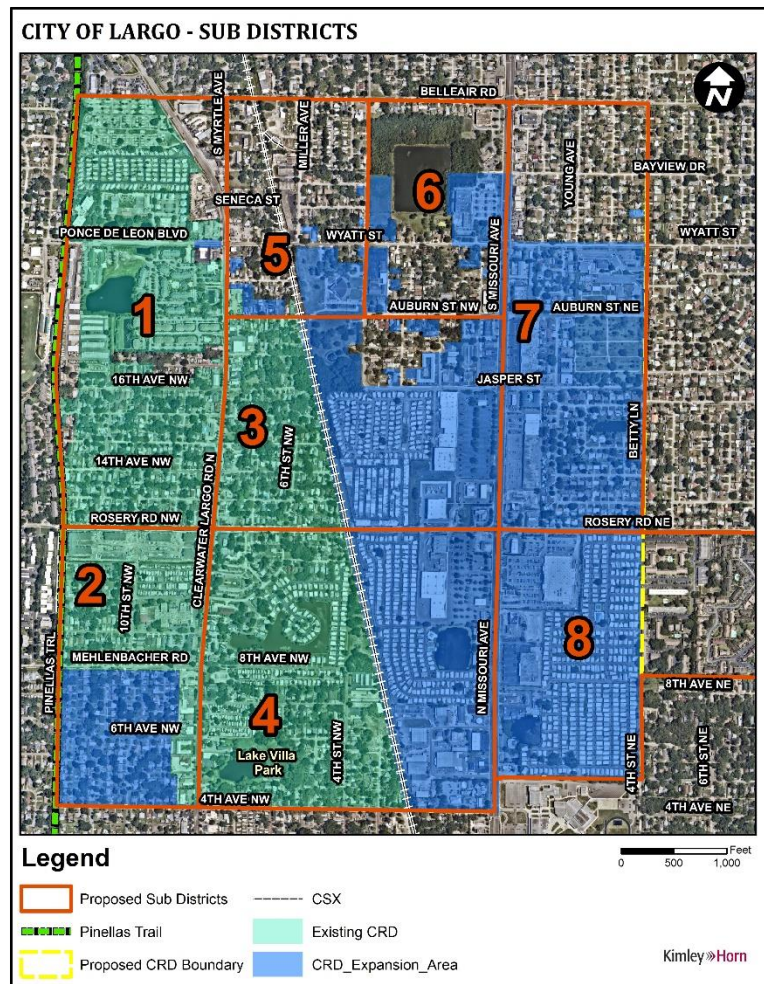 CITY OF LARGO - SUB DISTRICTS
BELLEAIR RD
N
S MYRTLE AVE
MILLER AVE
YOUNG AVE
BAYVIEW DR
6
SENECA ST
PONCE DE LEON BLVD
WYATT ST
WYATT ST
5
S MISSOURI AVE
1
AUBURN ST NW
7
AUBURN ST NE
16TH AVE NW
JASPER ST
3
6TH ST NW
BETTY LN
14TH AVE NW
CLEARWATER LARGO RD N
ROSERY RD NW
ROSERY RD NE
2
10TH ST NW
MEHLENBACHER RD
8TH AVE NW
8
PINELLAS TRL
N MISSOURI AVE
8TH AVE NE
6TH AVE NW
4
Lake Villa
Park
4TH ST NW
4TH ST NE
6TH ST NE
4TH AVE NW
4TH AVE NE
Legend
Feet
0 500 1,000
Proposed Sub Districts
CSX
Pinellas Trail
Existing CRD
Proposed CRD Boundary
CRD_Expansion_Area
Kimley»Horn